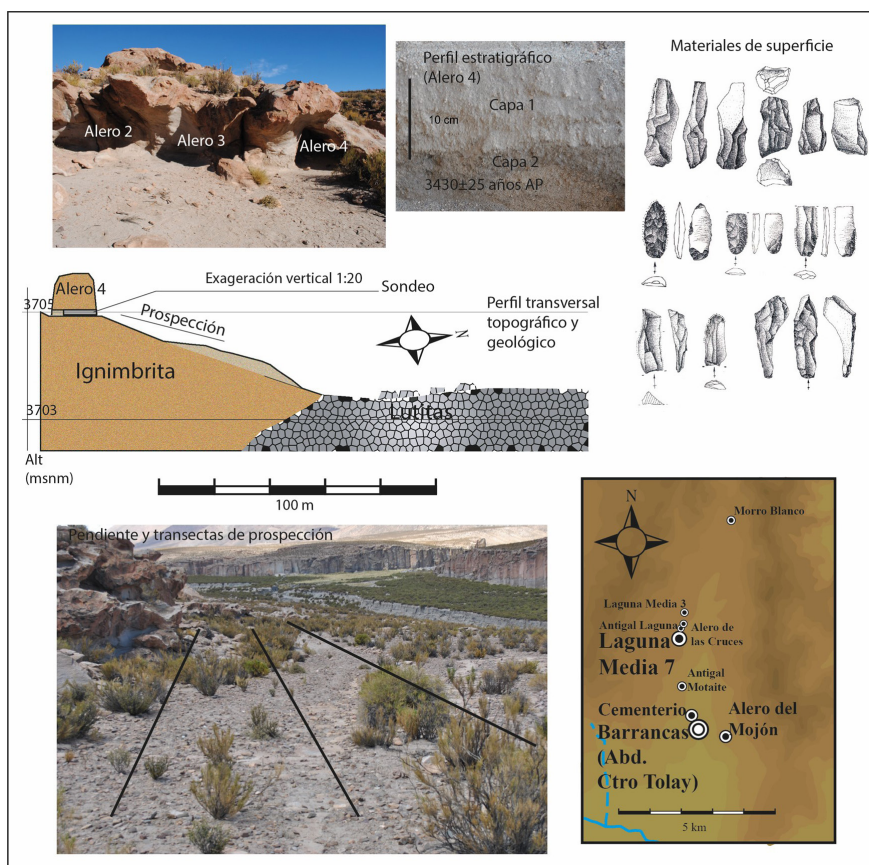 Alero 2
Alero 3
Alero 4
Perfil estratigráfico
(Alero 4)
Capa 1
10 cm
Capa 2
3430±25 años AP
Materiales de superficie
Alero 4
Exageración vertical 1:20
Sondeo
3705
Prospección
Perfil transversal
topográfico y
geológico
N
Ignimbrita
Lutitas
3703
Alt
(msnm)
100 m
Pendiente y transectas de prospección
N
Morro Blanco
Laguna Media 3
Antigal Laguna
Alero de
las Cruces
Laguna
Media 7
Antigal
Motaite
Cementerio
Barrancas
(Abd.
Ctro Tolay)
Alero del
Mojón
5 km